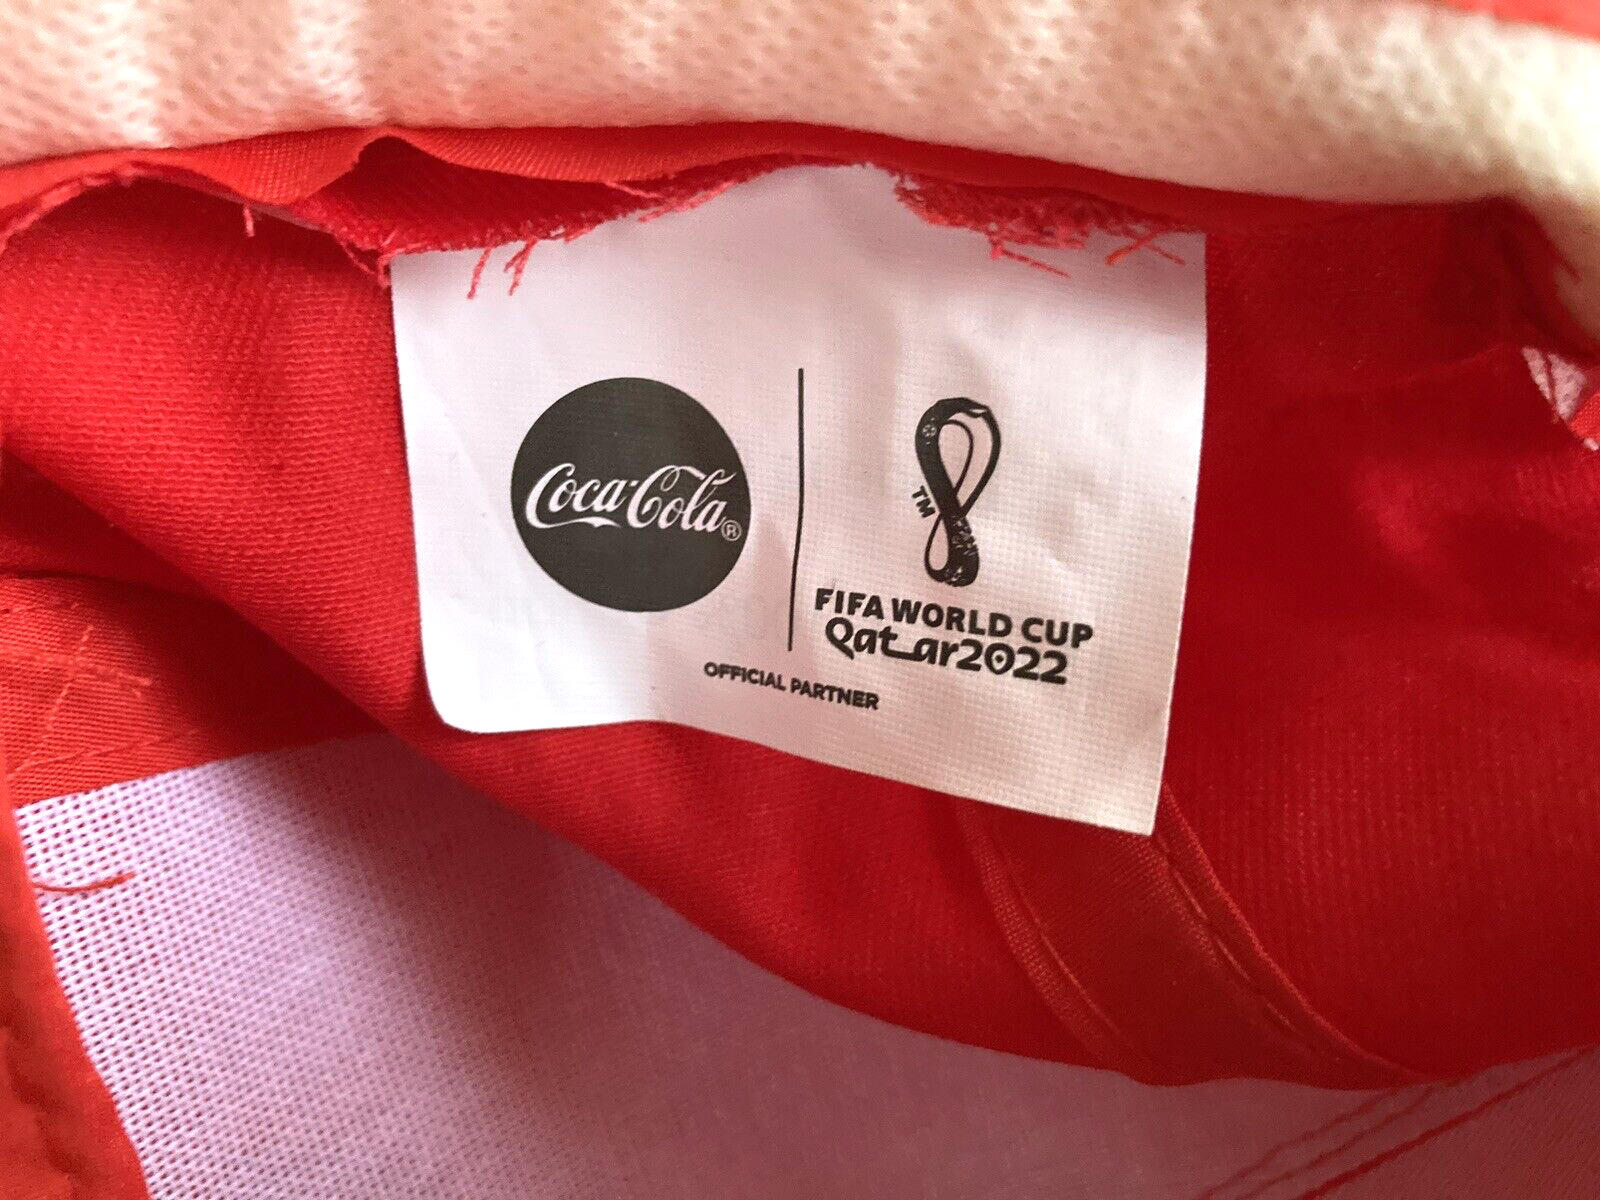 Coca-Cola®
TM
FIFA WORLD CUP
Qatar2022
OFFICIAL PARTNER